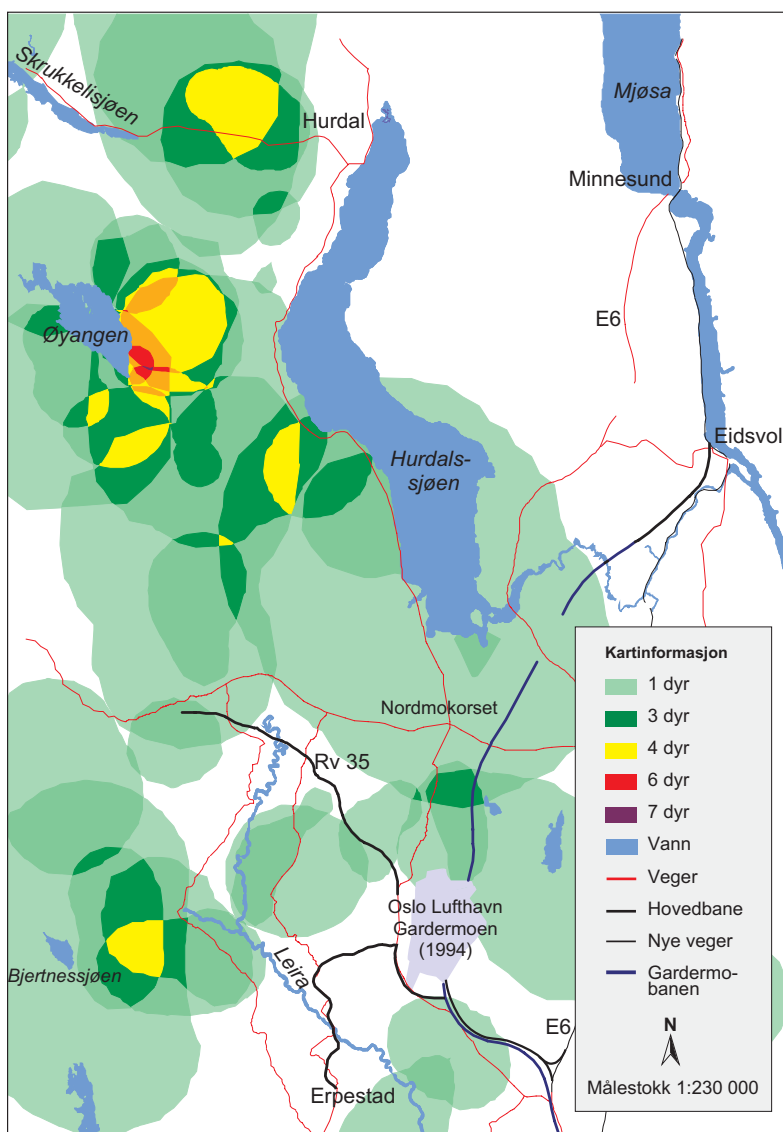 Skrukkelisjøen
Hurdal
Mjøsa
Minnesund
E6
Øyangen
Eidsvol
Hurdals-
sjøen
Nordmokorset
Rv 35
Oslo Lufthavn
Gardermoen
(1994)
Leira
Bjertnessjøen
E6
Erpestad
Kartinformasjon
1 dyr
3 dyr
4 dyr
6 dyr
7 dyr
Vann
Veger
Hovedbane
Nye veger
Gardermo-
banen
N
Målestokk 1:230 000